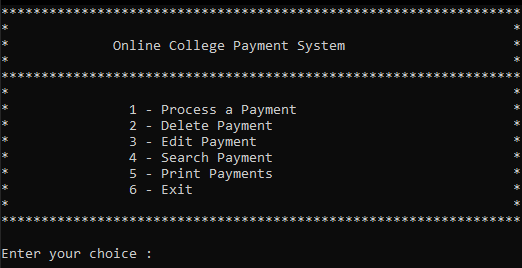 *****************************************************************
* *
* Online College Payment System *
* *
*****************************************************************
* *
* 1 - Process a Payment *
* 2 - Delete Payment *
* 3 - Edit Payment *
* 4 - Search Payment *
* 5 - Print Payments *
* 6 - Exit *
* *
*****************************************************************
Enter your choice :